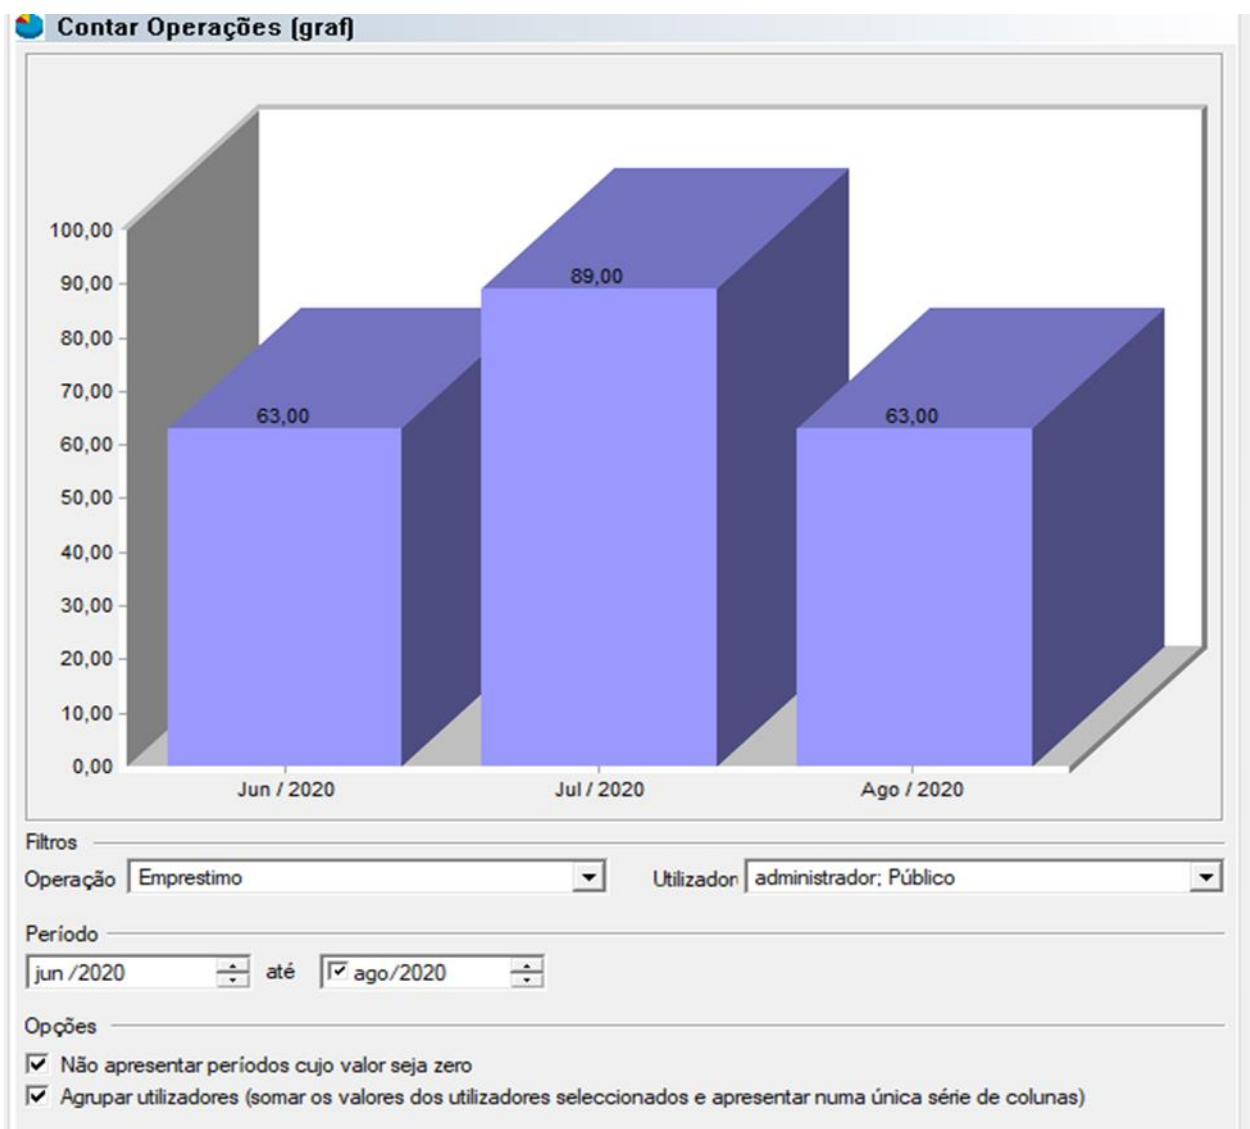 Contar Operações (graf)
100,00
90,00
80,00
70,00
60,00
50,00
40,00
30,00
20,00
10,00
0,00
63,00
89,00
63,00
Jun / 2020
Jul / 2020
Ago / 2020
Filtros
Operação Emprestimo Utilizador administrador; Público
Período
jun /2020 até ago/2020
Opções
Não apresentar períodos cujo valor seja zero
Agrupar utilizadores (somar os valores dos utilizadores seleccionados e apresentar numa única série de colunas)